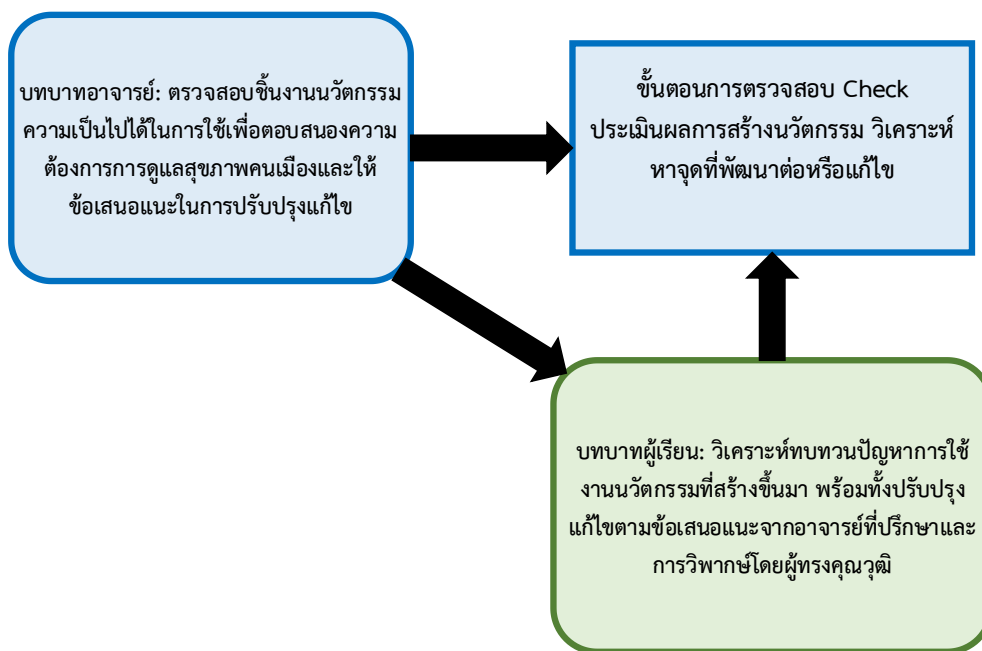 บทบาทอาจารย์: ตรวจสอบชิ้นงานนวัตกรรม
ความเป็นไปได้ในการใช้เพื่อตอบสนองความ
ต้องการการดูแลสุขภาพคนเมืองและให้
ข้อเสนอแนะในการปรับปรุงแก้ไข
ขั้นตอนการตรวจสอบ Check
ประเมินผลการสร้างนวัตกรรม วิเคราะห์
หาจุดที่พัฒนาต่อหรือแก้ไข
บทบาทผู้เรียน: วิเคราะห์ทบทวนปัญหาการใช้
งานนวัตกรรมที่สร้างขึ้นมา พร้อมทั้งปรับปรุง
แก้ไขตามข้อเสนอแนะจากอาจารย์ที่ปรึกษาและ
การวิพากษ์โดยผู้ทรงคุณวุฒิ